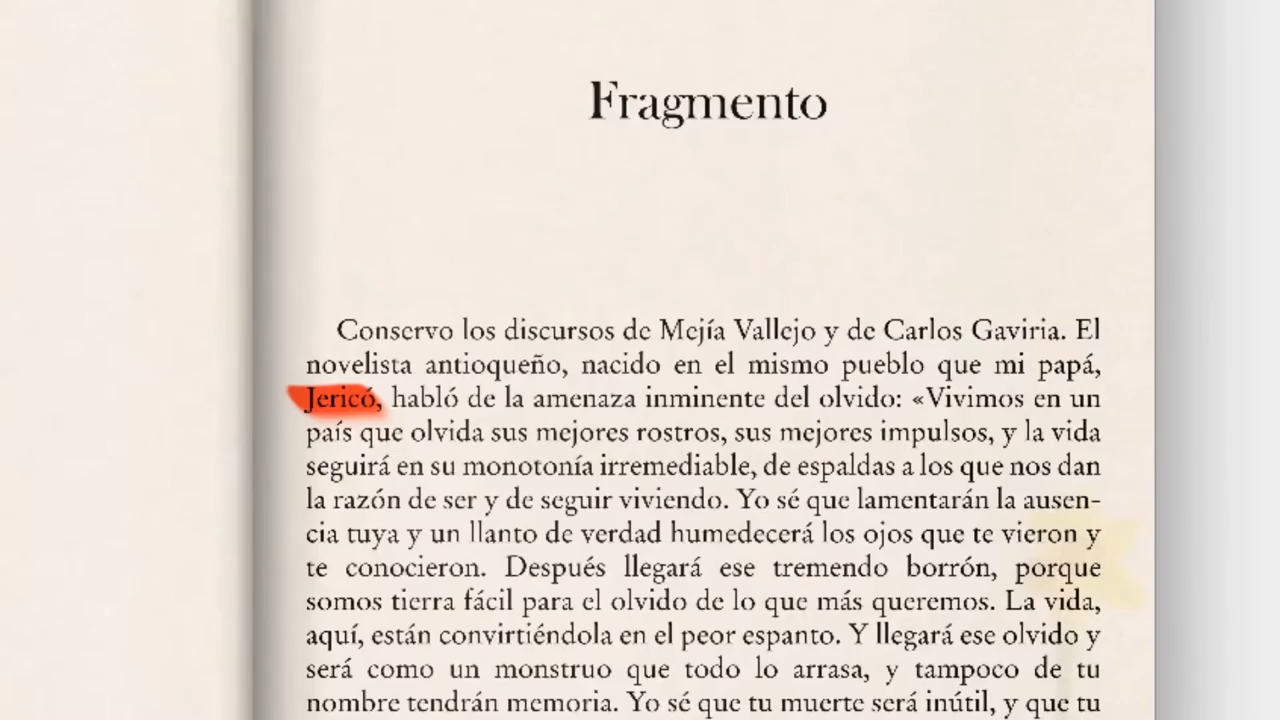 Fragmento
Conservo los discursos de Mejía Vallejo y de Carlos Gaviria. El
novelista antioqueño, nacido en el mismo pueblo que mi papá,
Jericó, habló de la amenaza inminente del olvido: «Vivimos en un
país que olvida sus mejores rostros, sus mejores impulsos, y la vida
seguirá en su monotonía irremediable, de espaldas a los que nos dan
la razón de ser y de seguir viviendo. Yo sé que lamentarán la ausen-
cia tuya y un llanto de verdad humedecerá los ojos que te vieron y
te conocieron. Después llegará ese tremendo borrón, porque
somos tierra fácil para el olvido de lo que más queremos. La vida,
aquí, están convirtiéndola en el peor espanto. Y llegará ese olvido y
será como un monstruo que todo lo arrasa, y tampoco de tu
nombre tendrán memoria. Yo sé que tu muerte será inútil, y que tu